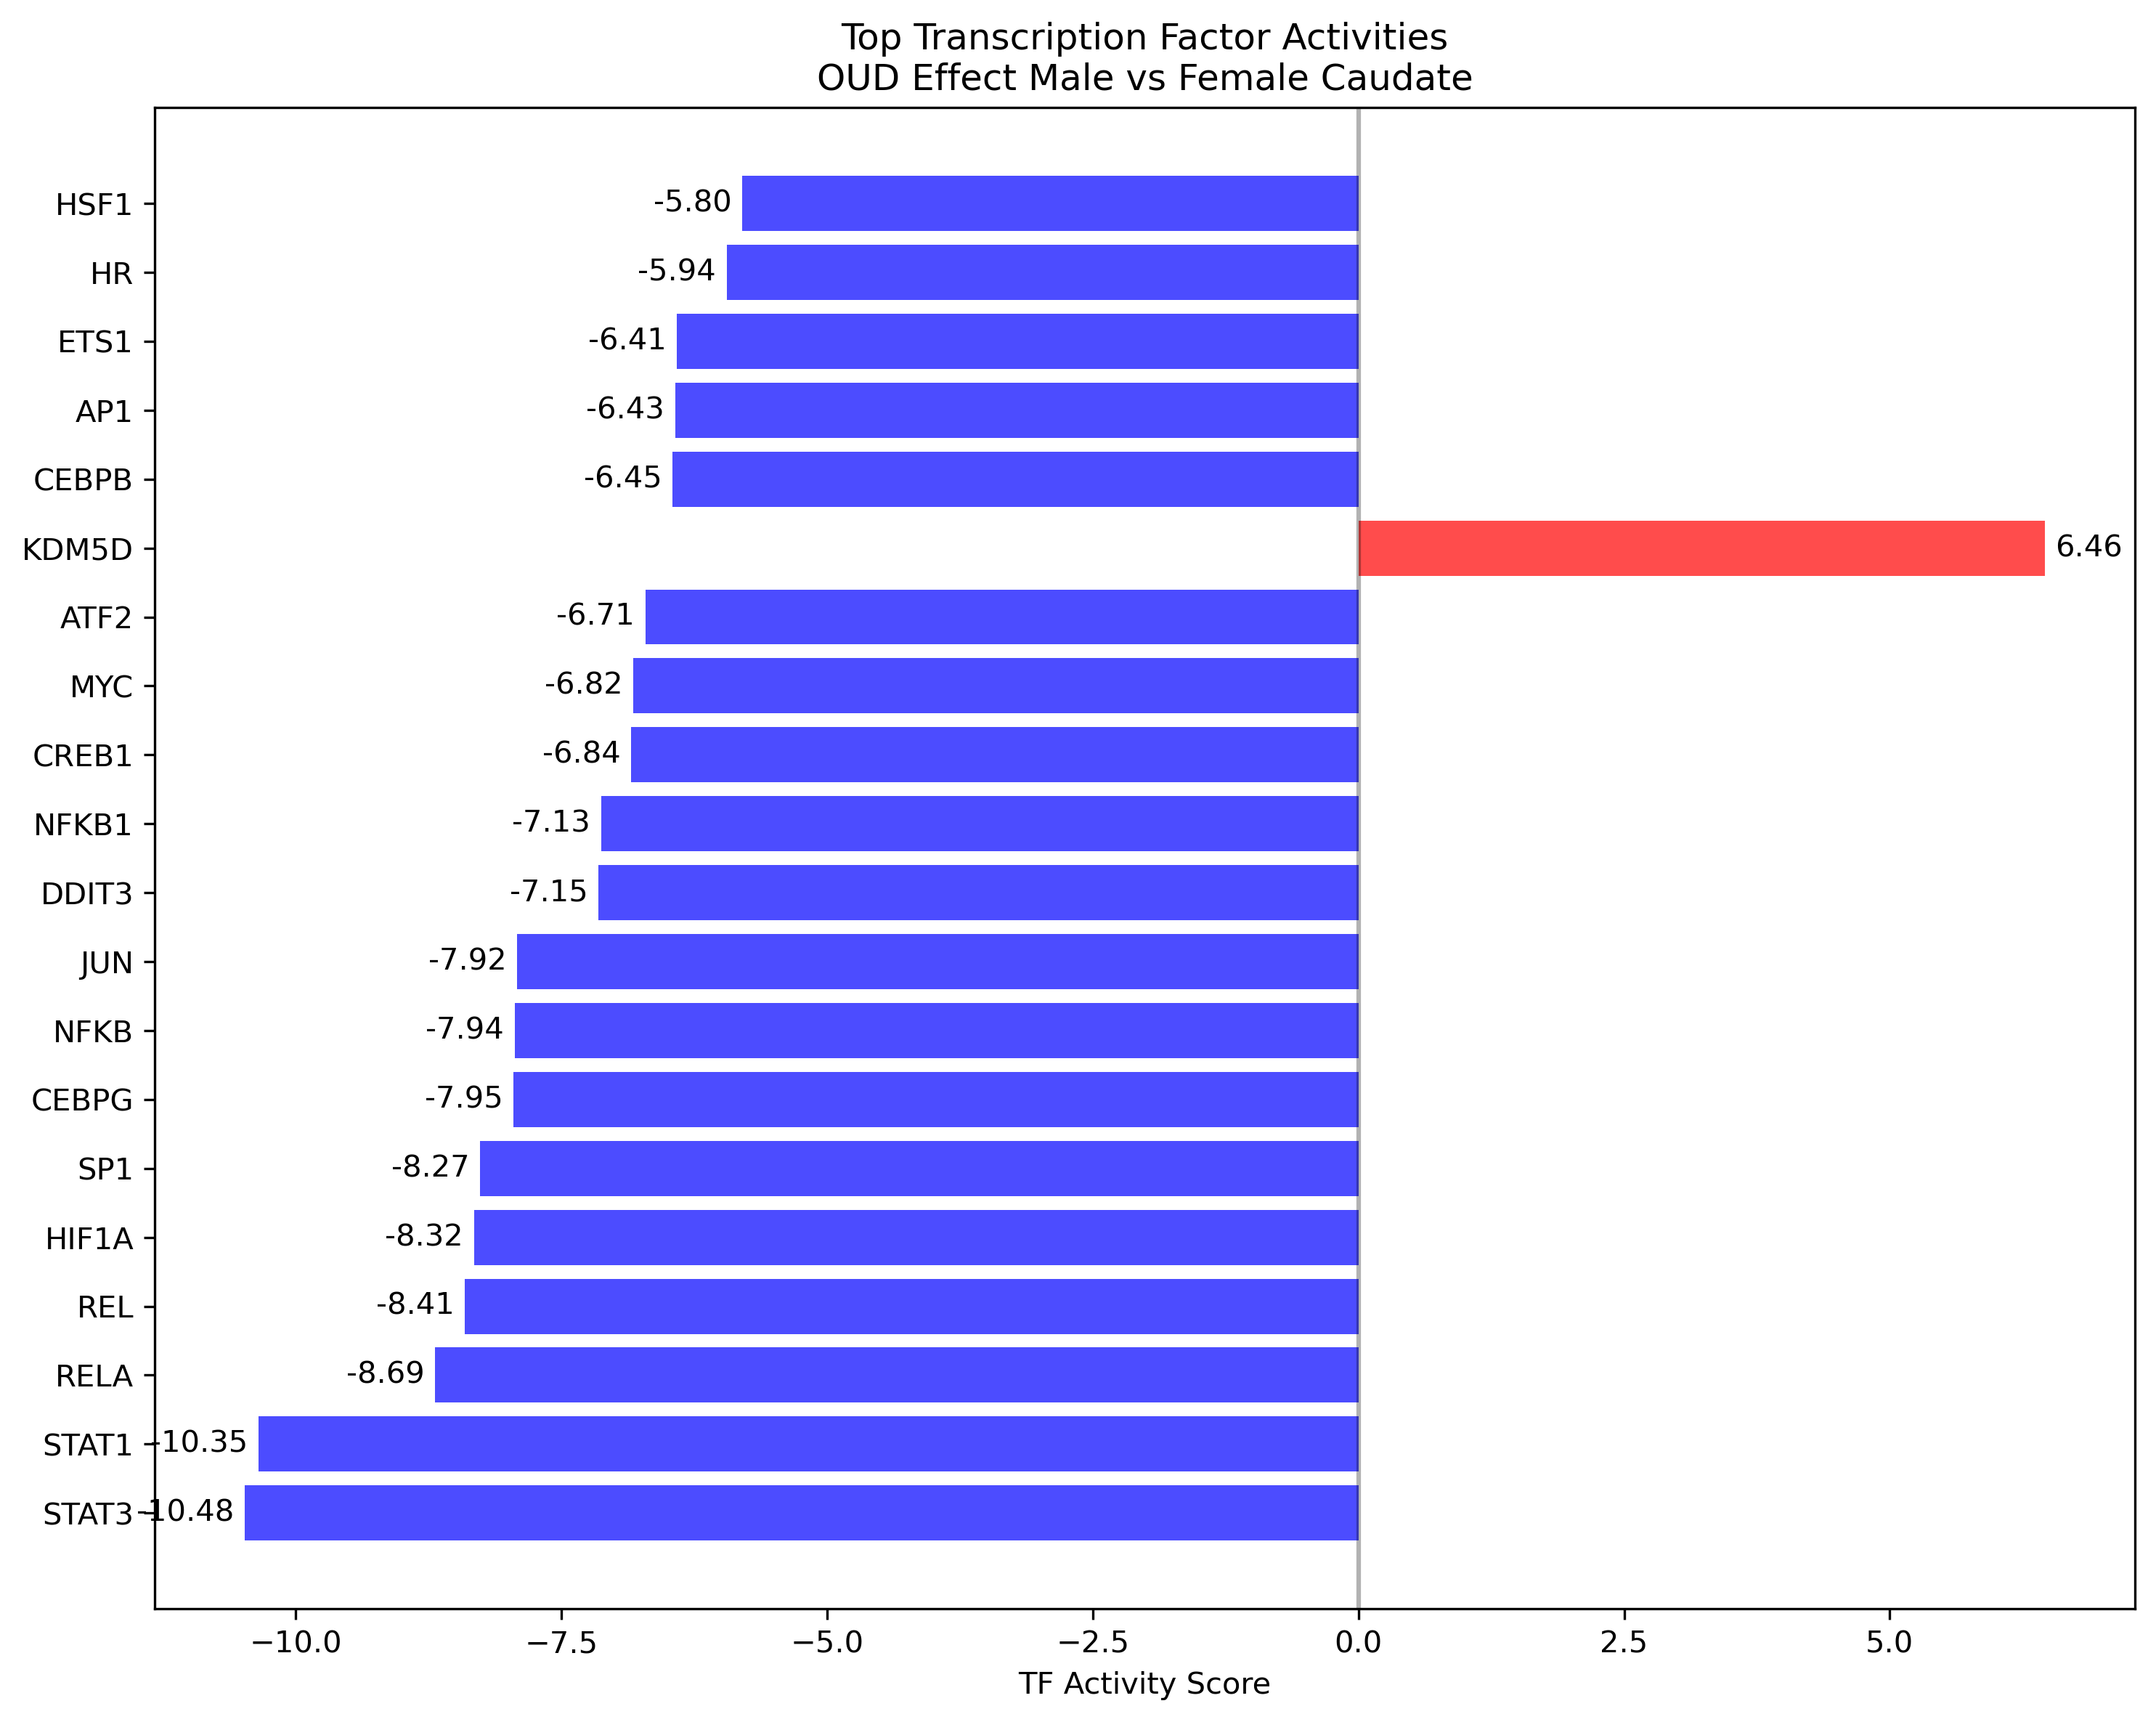 Top Transcription Factor Activities
OUD Effect Male vs Female Caudate
HSF1 -5.80
HR -5.94
ETS1 -6.41
AP1 -6.43
CEBPB -6.45
KDM5D 6.46
ATF2 -6.71
MYC -6.82
CREB1 -6.84
NFKB1 -7.13
DDIT3 -7.15
JUN -7.92
NFKB -7.94
CEBPG -7.95
SP1 -8.27
HIF1A -8.32
REL -8.41
RELA -8.69
STAT1 -10.35
STAT3 -10.48
−10.0 −7.5 −5.0 −2.5 0.0 2.5 5.0
TF Activity Score